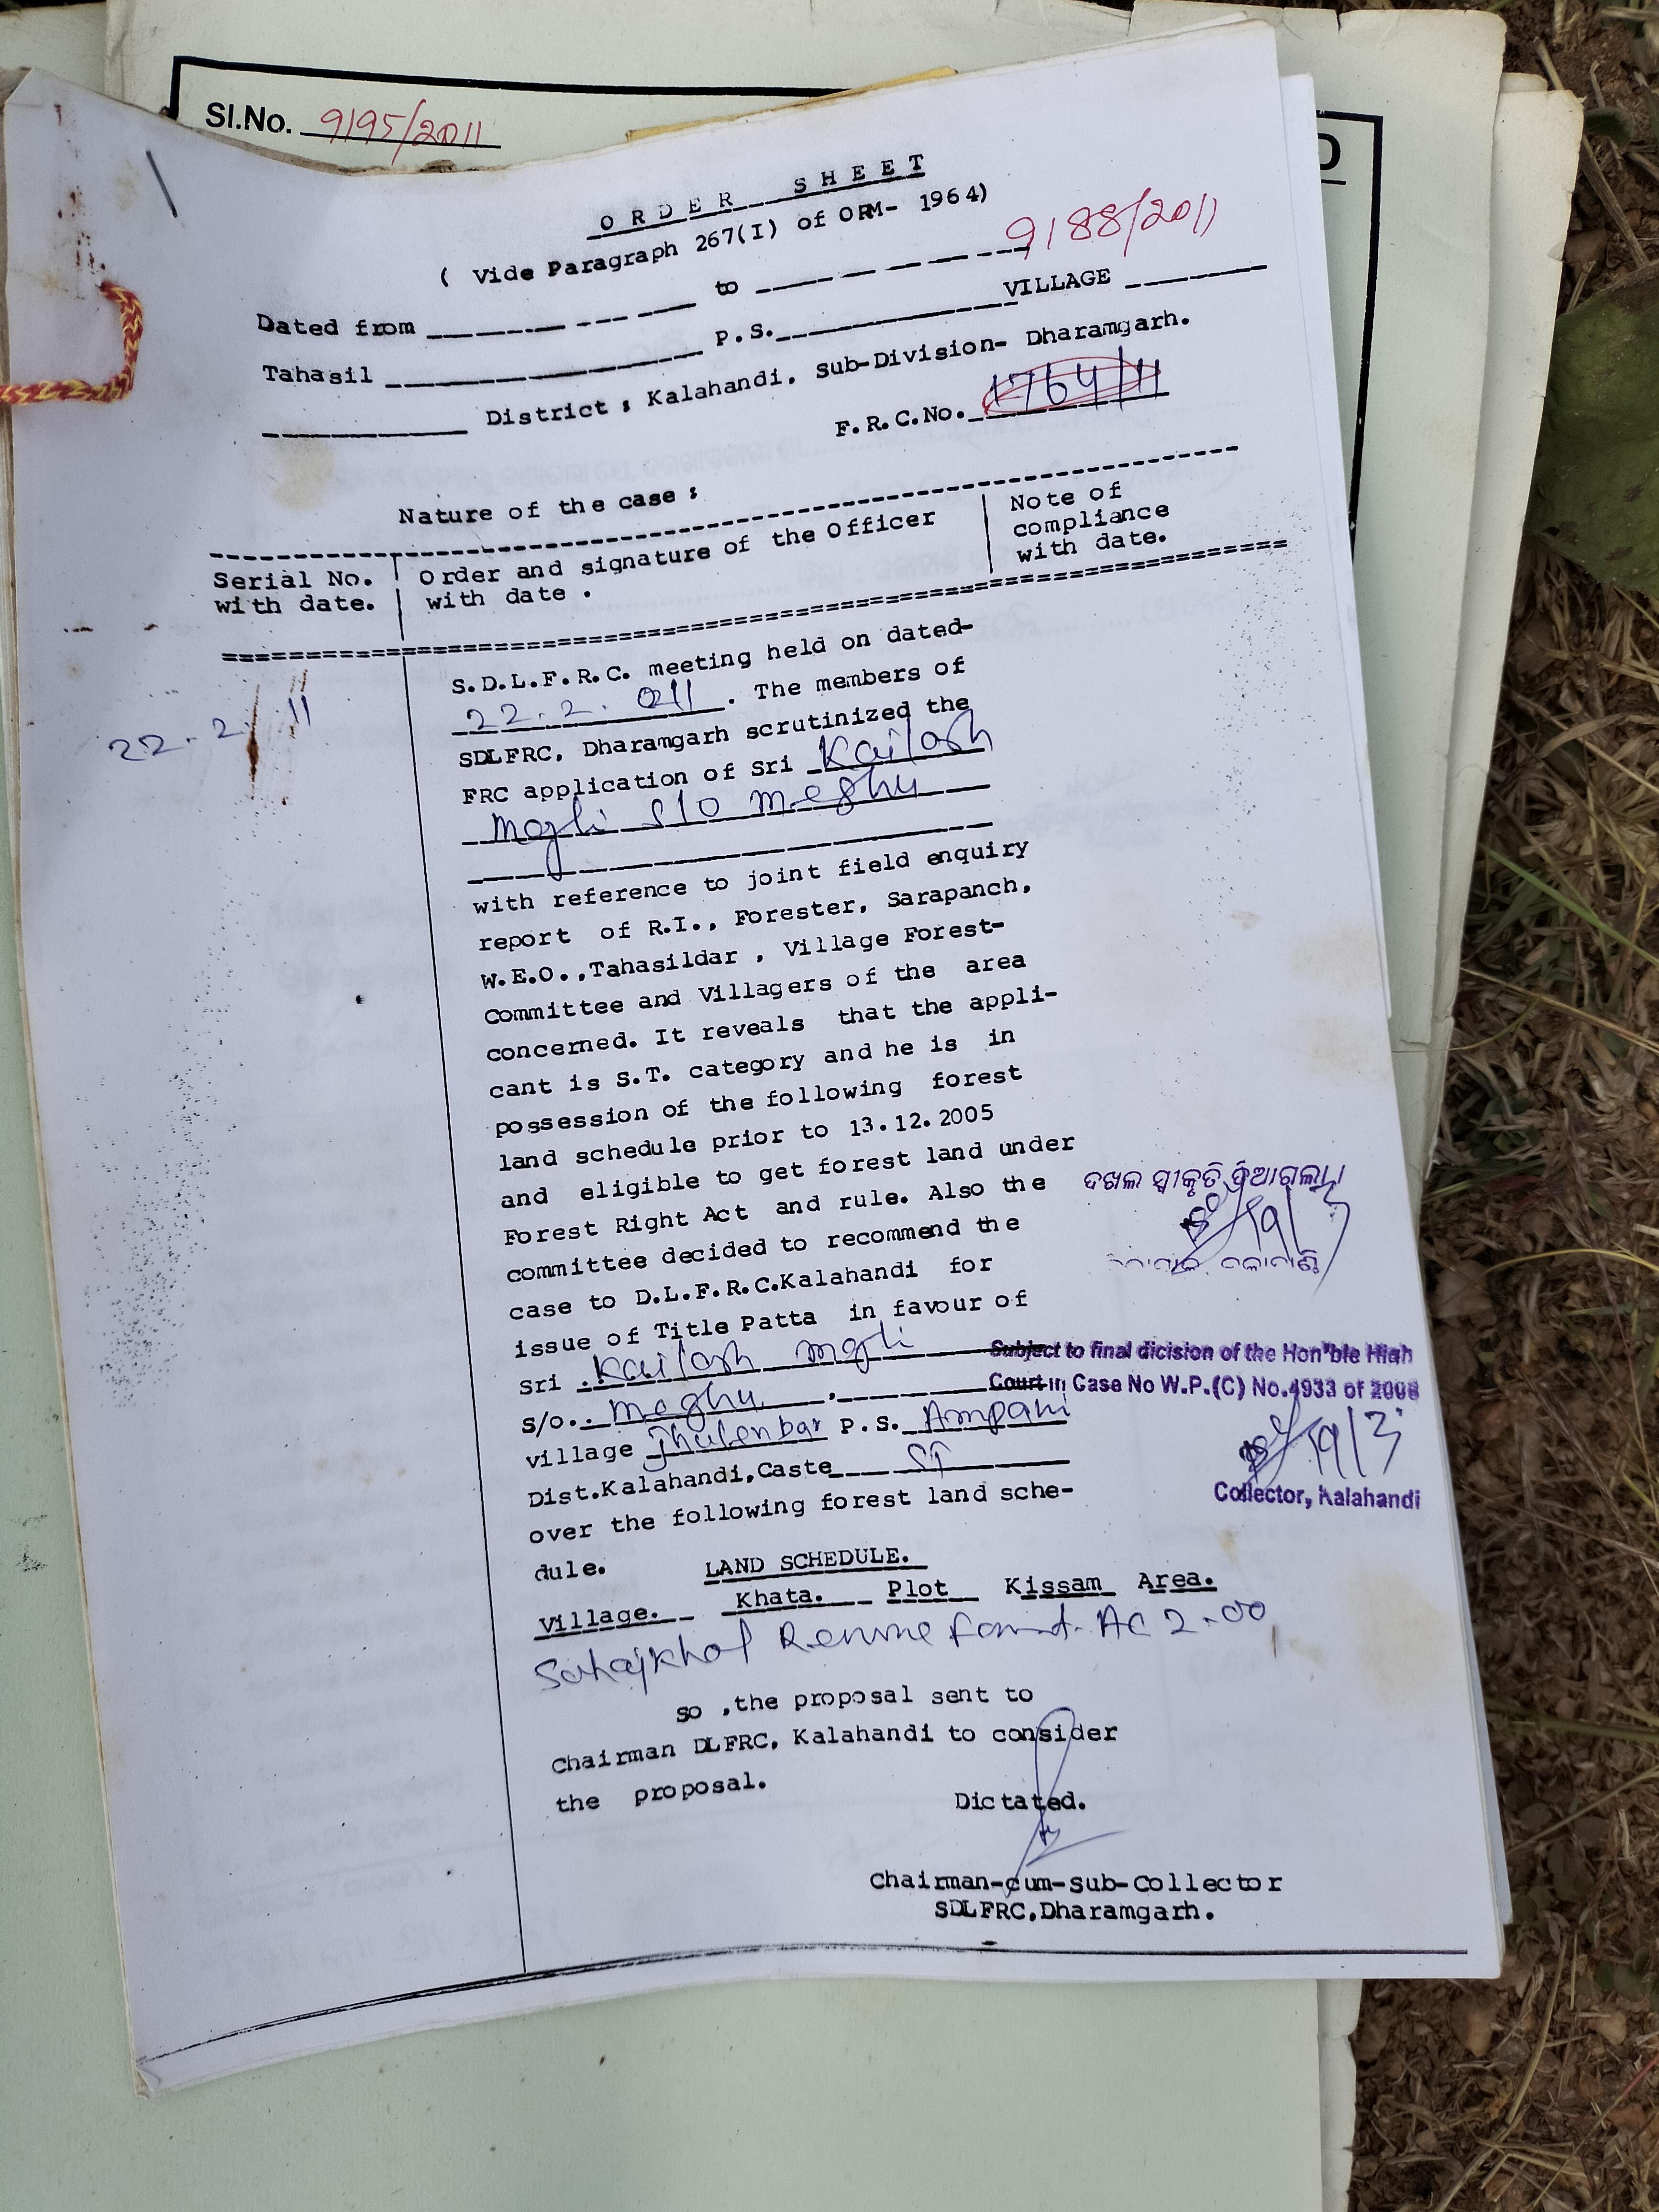 Sl.No. 9195/2011
ORDER SHEET
( Vide Paragraph 267(I) of ORM- 1964)
9188/2011
Dated from to
Tahasil P.S. VILLAGE
District : Kalahandi, Sub-Division- Dharamgarh.
F.R.C.No. 1764/11
Nature of the case :
Serial No. with date.
Order and signature of the Officer with date .
Note of compliance with date.
22.2.11
S.D.L.F.R.C. meeting held on dated-
22.2.011. The members of
SDLFRC, Dharamgarh scrutinized the
FRC application of Sri Kailash
Majhi S/O Meghu
with reference to joint field enquiry
report of R.I., Forester, Sarapanch,
W.E.O.,Tahasildar , Village Forest-
Committee and Villagers of the area
concerned. It reveals that the appli-
cant is S.T. category and he is in
possession of the following forest
land schedule prior to 13.12.2005
and eligible to get forest land under
Forest Right Act and rule. Also the
committee decided to recommend the
case to D.L.F.R.C.Kalahandi for
issue of Title Patta in favour of
Sri Kailash Majhi
S/o. Meghu,
village P.S. Ampani
Dist.Kalahandi,Caste ST
over the following forest land sche-
dule.
ଦଖଲ ସ୍ୱୀକୃତି ଦିଆଗଲା
19/3
Subject to final dicision of the Hon"ble High
Court in Case No W.P.(C) No.4933 of 2008
19/3
Collector, Kalahandi
LAND SCHEDULE.
Village. Khata. Plot Kissam Area.
Sahajkhol Revenue Forest. AC 2.00
so ,the proposal sent to
Chairman DLFRC, Kalahandi to consider
the proposal.
Dictated.
Chairman-cum-Sub-Collector
SDLFRC,Dharamgarh.